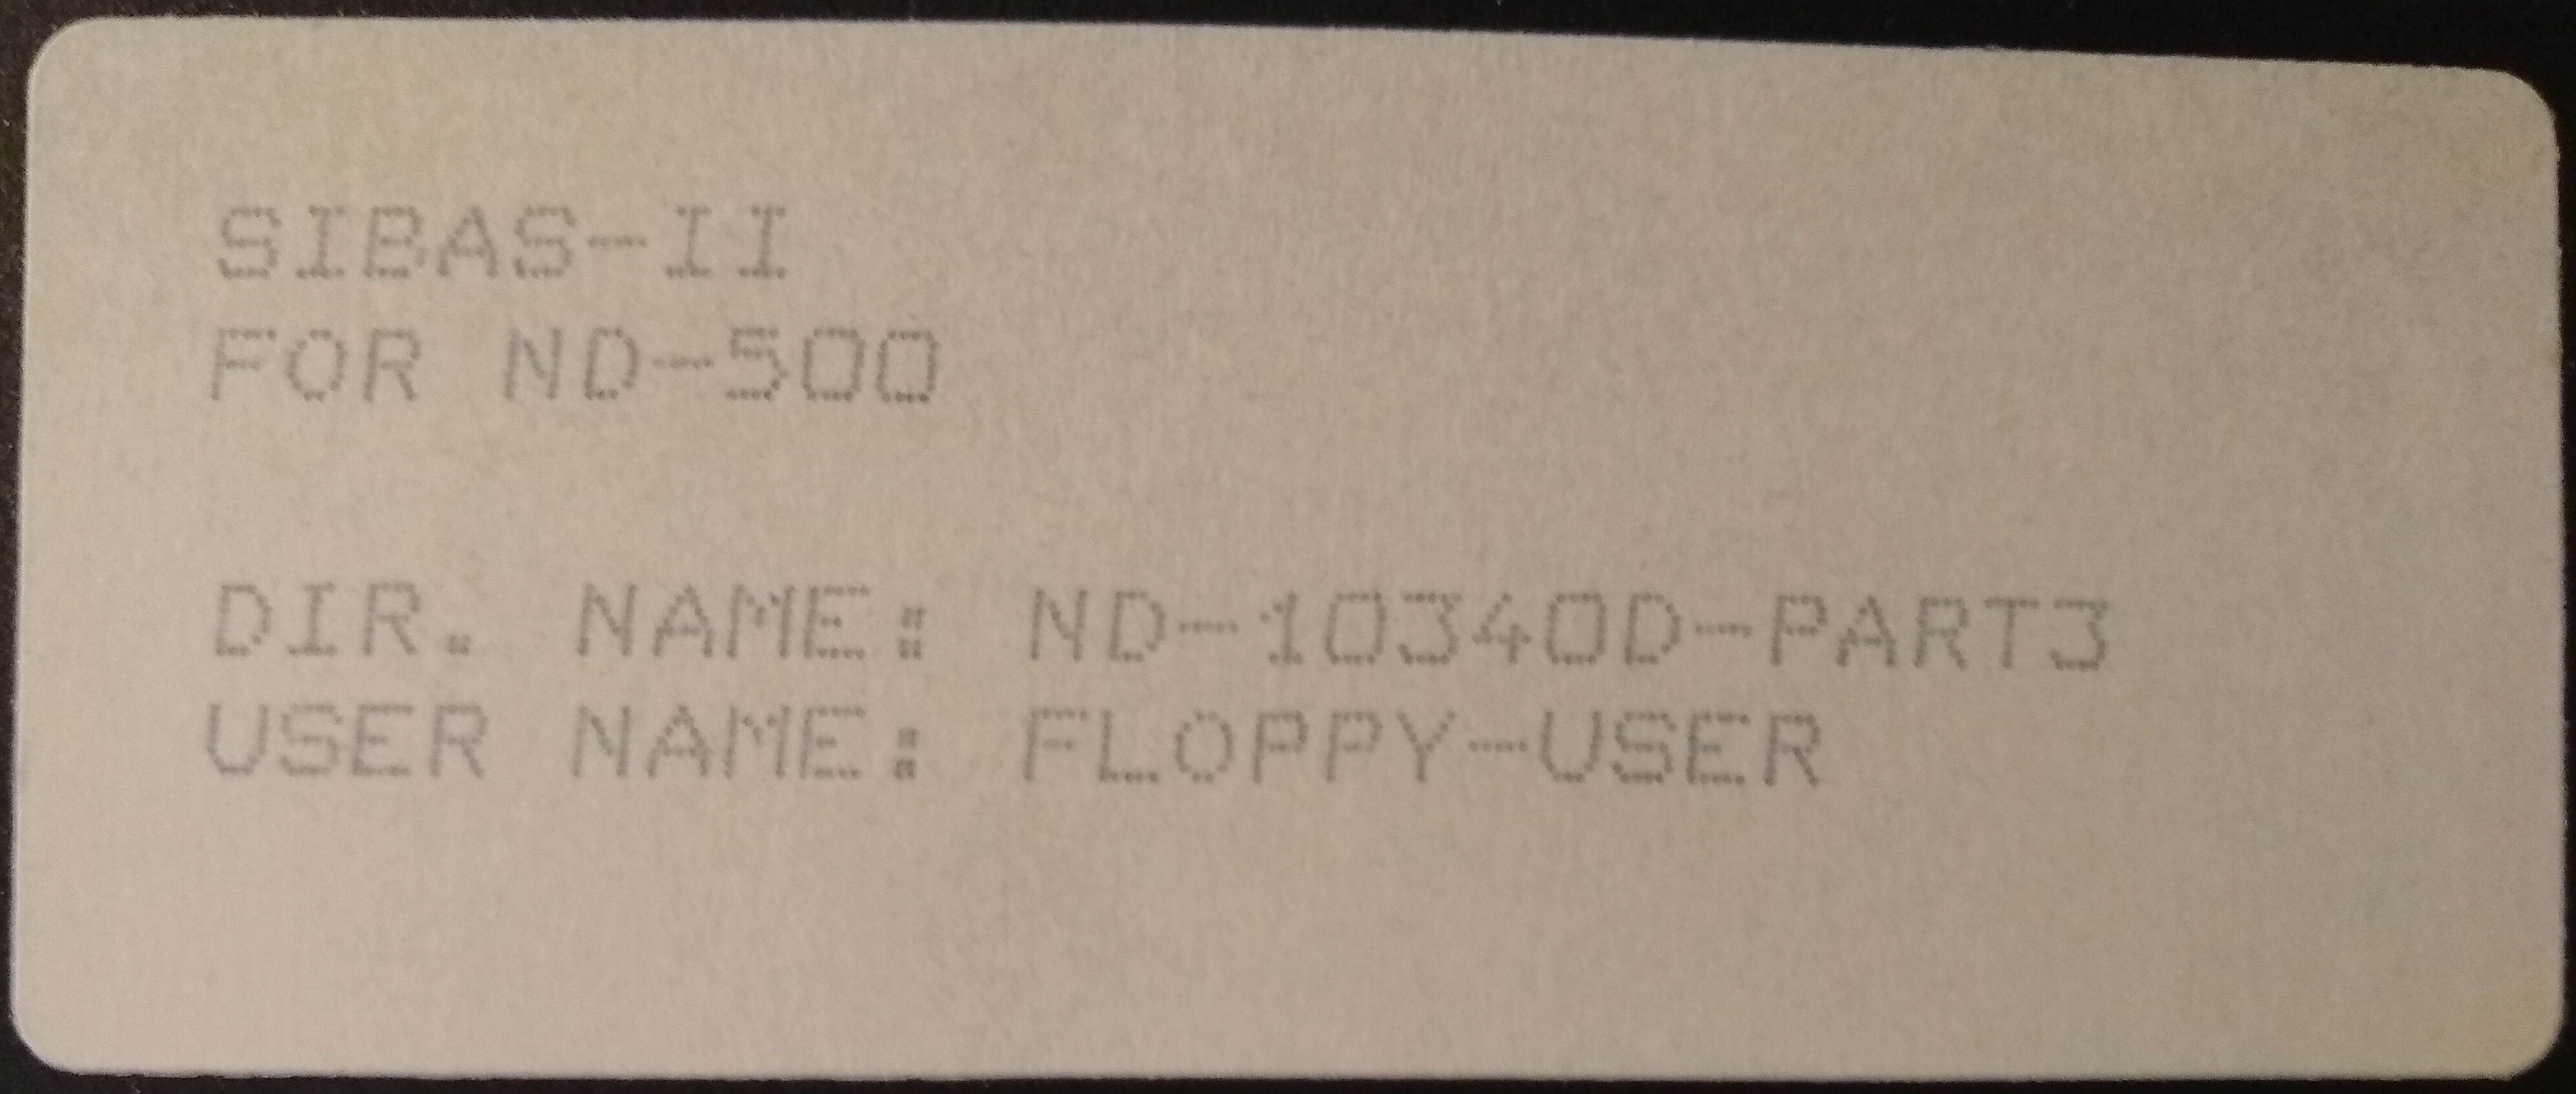 SIBAS-II
FOR ND-500
DIR. NAME: ND-10340D-PART3
USER NAME: FLOPPY-USER